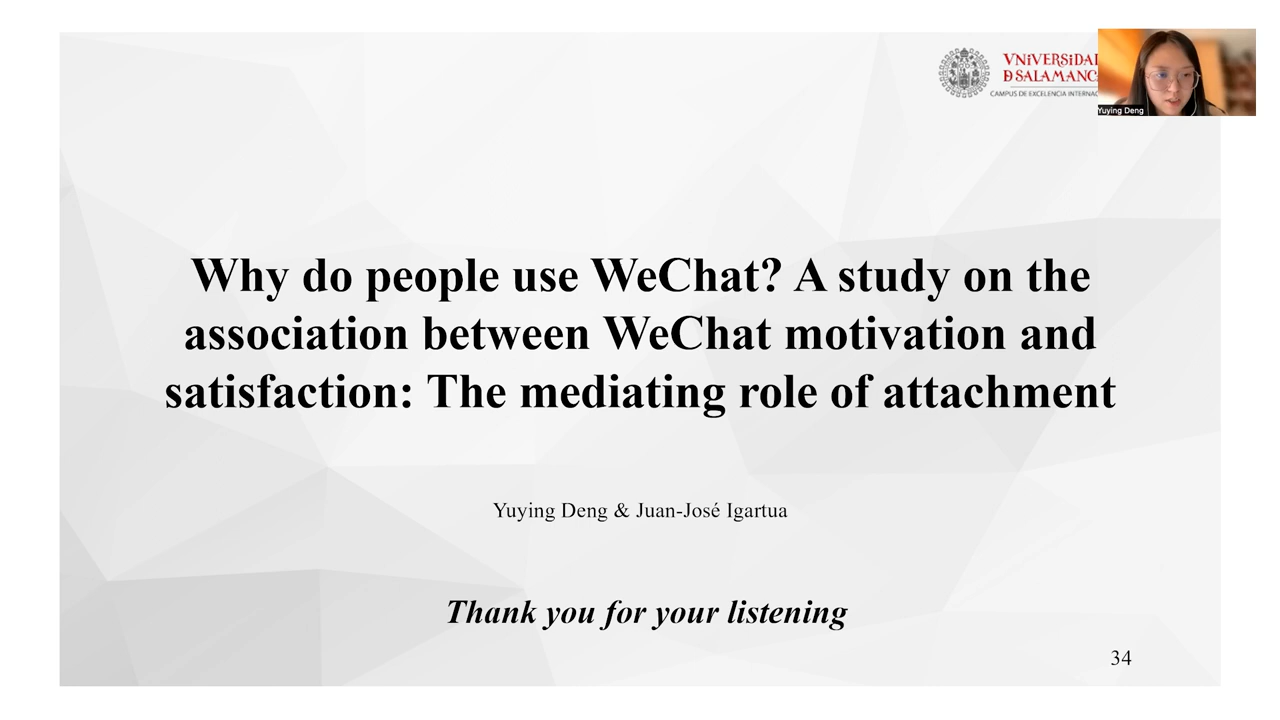 VNiVERSiDAD
D SALAMANCA
CAMPUS DE EXCELENCIA INTERNAC
Yuying Deng
Why do people use WeChat? A study on the
association between WeChat motivation and
satisfaction: The mediating role of attachment
Yuying Deng & Juan-José Igartua
Thank you for your listening
34